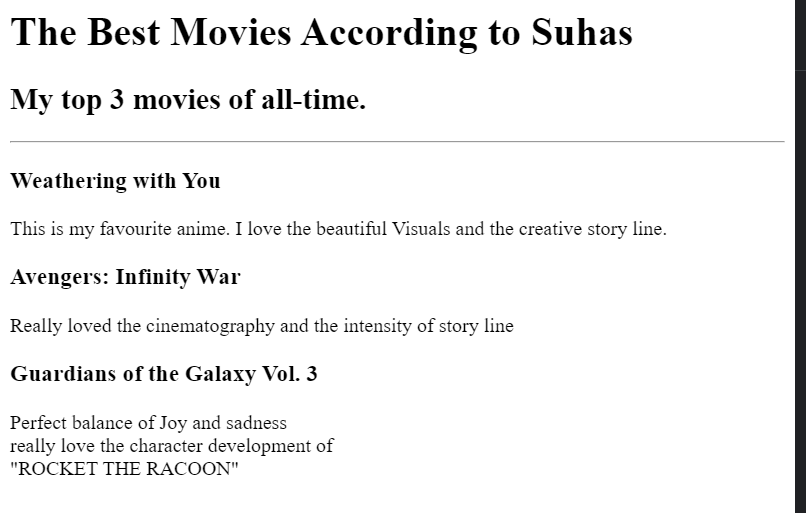 The Best Movies According to Suhas
My top 3 movies of all-time.
Weathering with You
This is my favourite anime. I love the beautiful Visuals and the creative story line.
Avengers: Infinity War
Really loved the cinematography and the intensity of story line
Guardians of the Galaxy Vol. 3
Perfect balance of Joy and sadness
really love the character development of
"ROCKET THE RACOON"